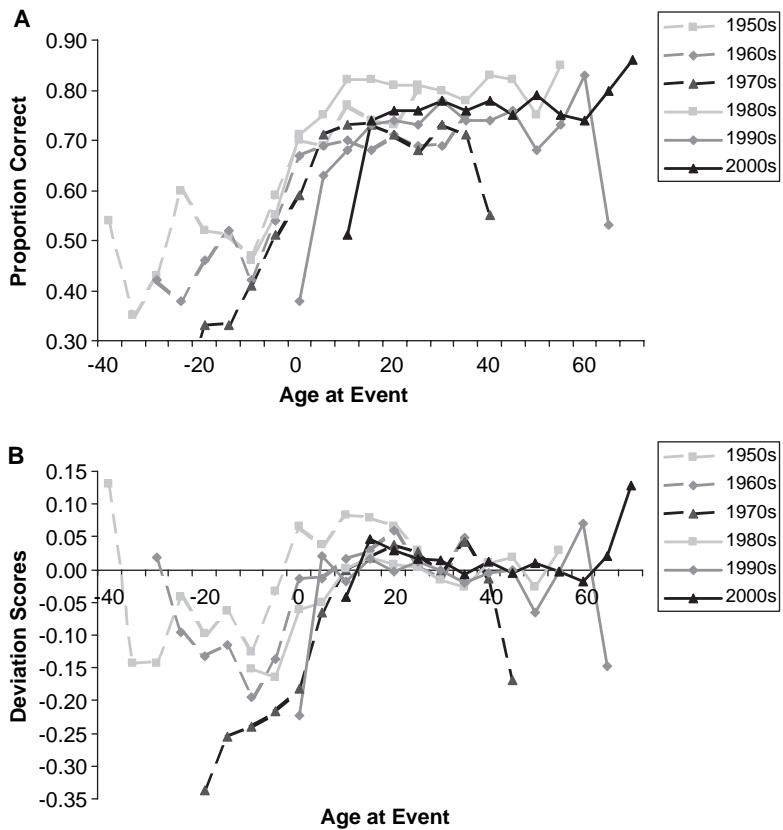 A
0.90
0.80
0.70
0.60
0.50
0.40
0.30
Proportion Correct
-40 -20 0 20 40 60
Age at Event
1950s
1960s
1970s
1980s
1990s
2000s
B
0.15
0.10
0.05
0.00
-0.05
-0.10
-0.15
-0.20
-0.25
-0.30
-0.35
Deviation Scores
-40 -20 0 20 40 60
Age at Event
1950s
1960s
1970s
1980s
1990s
2000s